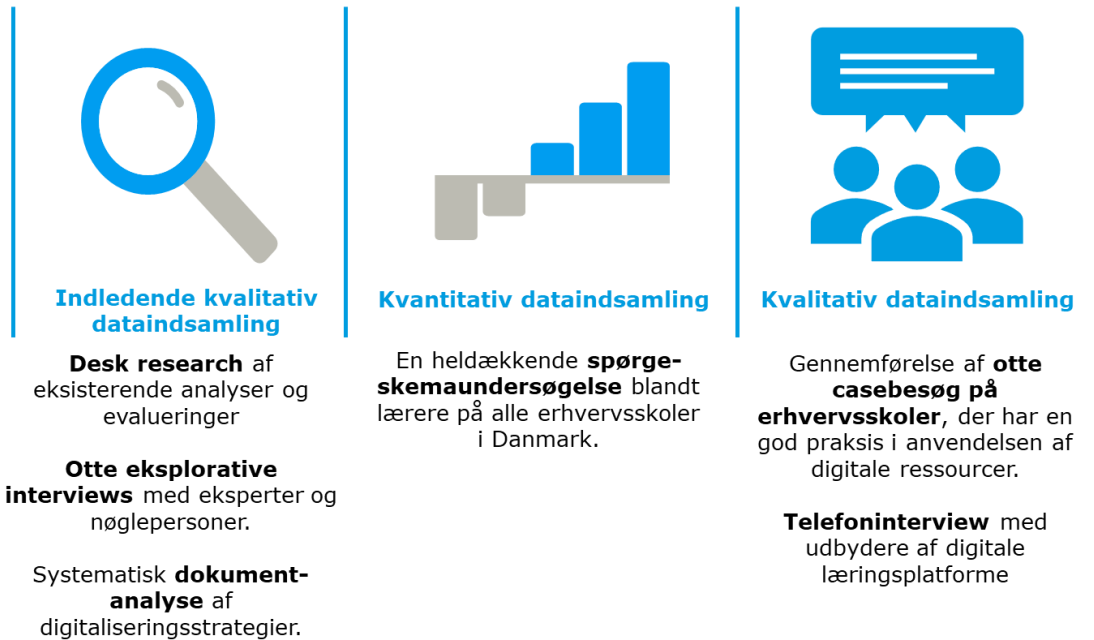 Indledende kvalitativ
dataindsamling
Desk research af
eksisterende analyser og
evalueringer
Otte eksplorative
interviews med eksperter og
nøglepersoner.
Systematisk dokument-
analyse af
digitaliseringsstrategier.
Kvantitativ dataindsamling
En heldækkende spørge-
skemaundersøgelse blandt
lærere på alle erhvervsskoler
i Danmark.
Kvalitativ dataindsamling
Gennemførelse af otte
casebesøg på
erhvervsskoler, der har en
god praksis i anvendelsen af
digitale ressourcer.
Telefoninterview med
udbydere af digitale
læringsplatforme